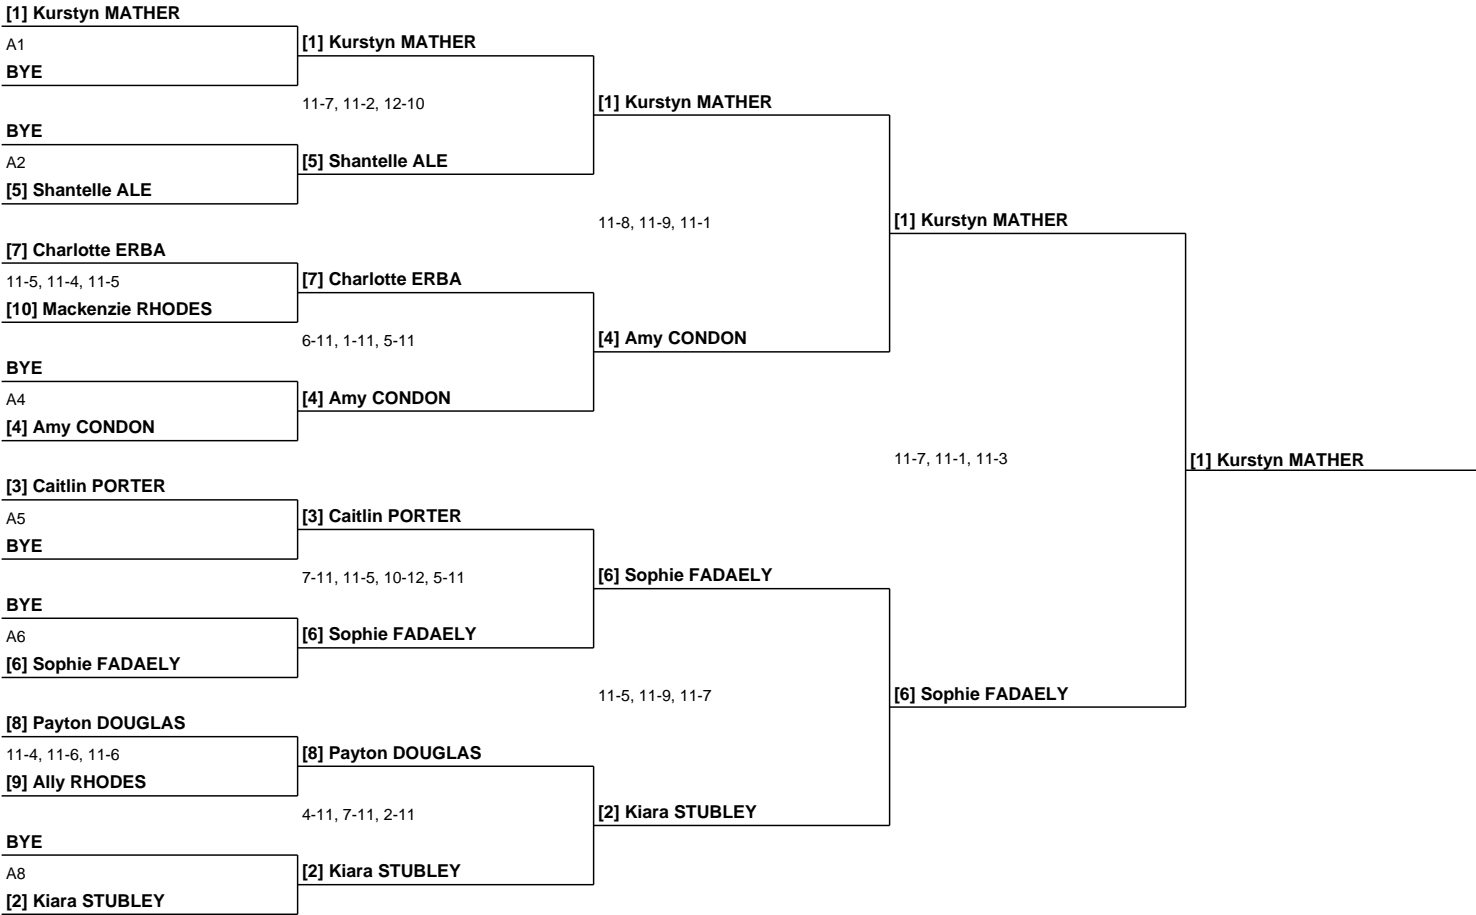 [1] Kurstyn MATHER
A1
BYE
[1] Kurstyn MATHER
11-7, 11-2, 12-10
[1] Kurstyn MATHER
BYE
A2
[5] Shantelle ALE
[5] Shantelle ALE
11-8, 11-9, 11-1
[1] Kurstyn MATHER
[7] Charlotte ERBA
11-5, 11-4, 11-5
[10] Mackenzie RHODES
[7] Charlotte ERBA
6-11, 1-11, 5-11
[4] Amy CONDON
BYE
A4
[4] Amy CONDON
[4] Amy CONDON
11-7, 11-1, 11-3
[1] Kurstyn MATHER
[3] Caitlin PORTER
A5
BYE
[3] Caitlin PORTER
7-11, 11-5, 10-12, 5-11
[6] Sophie FADAELY
BYE
A6
[6] Sophie FADAELY
[6] Sophie FADAELY
11-5, 11-9, 11-7
[6] Sophie FADAELY
[8] Payton DOUGLAS
11-4, 11-6, 11-6
[9] Ally RHODES
[8] Payton DOUGLAS
4-11, 7-11, 2-11
[2] Kiara STUBLEY
BYE
A8
[2] Kiara STUBLEY
[2] Kiara STUBLEY